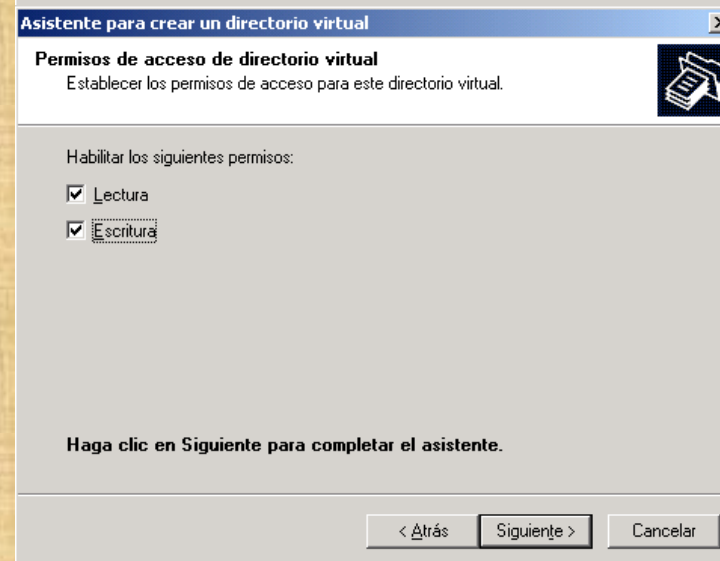 Asistente para crear un directorio virtual
Permisos de acceso de directorio virtual
Establecer los permisos de acceso para este directorio virtual.
Habilitar los siguientes permisos:
Lectura
Escritura
Haga clic en Siguiente para completar el asistente.
< Atrás Siguiente > Cancelar